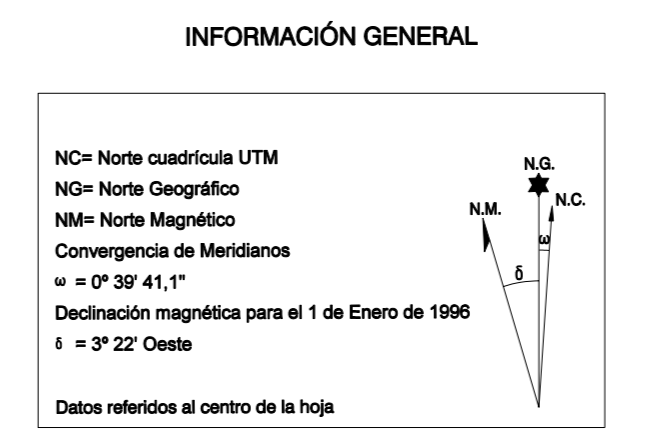 INFORMACIÓN GENERAL
NC= Norte cuadrícula UTM
NG= Norte Geográfico
NM= Norte Magnético
Convergencia de Meridianos
ω = 0º 39' 41,1"
Declinación magnética para el 1 de Enero de 1996
δ = 3º 22' Oeste
Datos referidos al centro de la hoja
N.G.
N.M.
N.C.
ω
δ